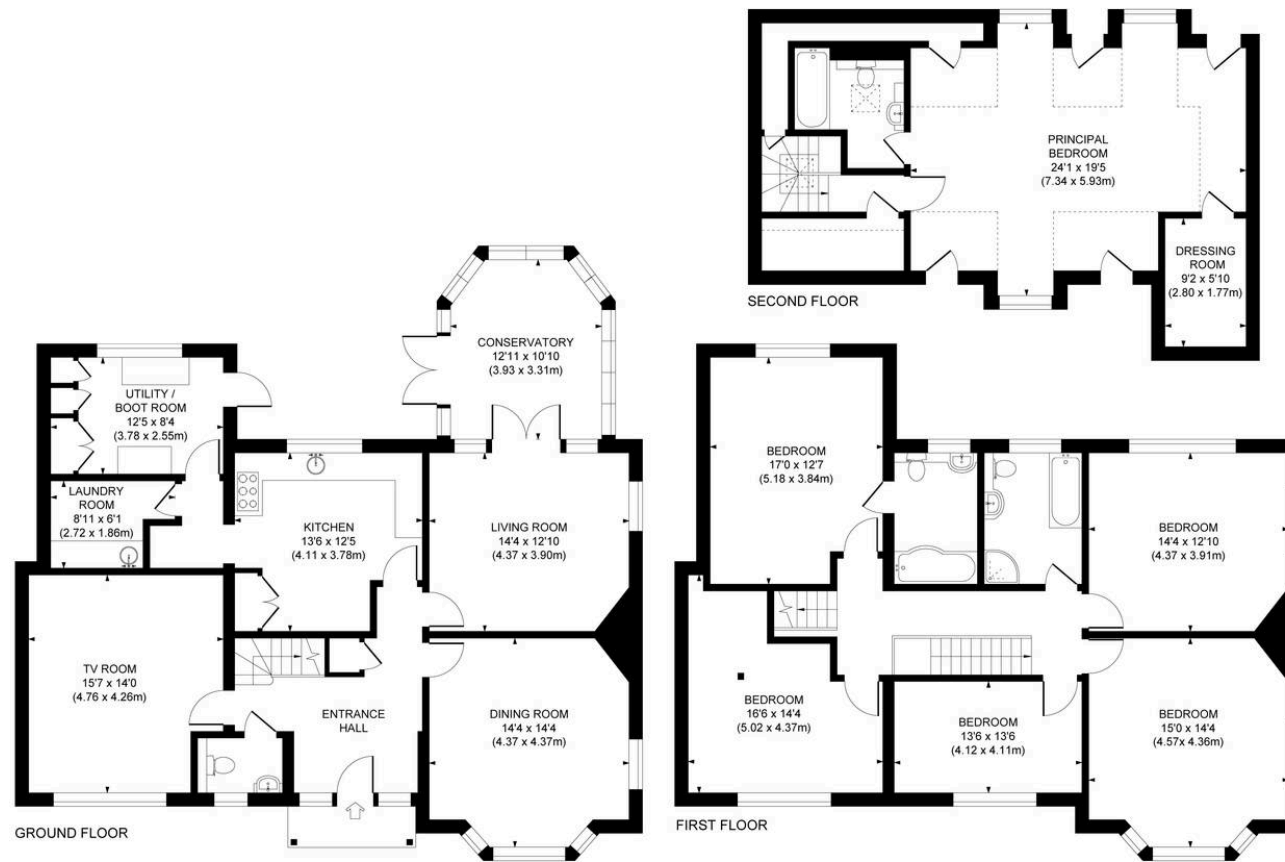 PRINCIPAL
BEDROOM
24'1 x 19'5
(7.34 x 5.93m)
DRESSING
ROOM
9'2 x 5'10
(2.80 x 1.77m)
SECOND FLOOR
CONSERVATORY
12'11 x 10'10
(3.93 x 3.31m)
UTILITY /
BOOT ROOM
12'5 x 8'4
(3.78 x 2.55m)
LAUNDRY
ROOM
8'11 x 6'1
(2.72 x 1.86m)
KITCHEN
13'6 x 12'5
(4.11 x 3.78m)
LIVING ROOM
14'4 x 12'10
(4.37 x 3.90m)
TV ROOM
15'7 x 14'0
(4.76 x 4.26m)
ENTRANCE
HALL
DINING ROOM
14'4 x 14'4
(4.37 x 4.37m)
GROUND FLOOR
BEDROOM
17'0 x 12'7
(5.18 x 3.84m)
BEDROOM
14'4 x 12'10
(4.37 x 3.91m)
BEDROOM
16'6 x 14'4
(5.02 x 4.37m)
BEDROOM
13'6 x 13'6
(4.12 x 4.11m)
BEDROOM
15'0 x 14'4
(4.57x 4.36m)
FIRST FLOOR